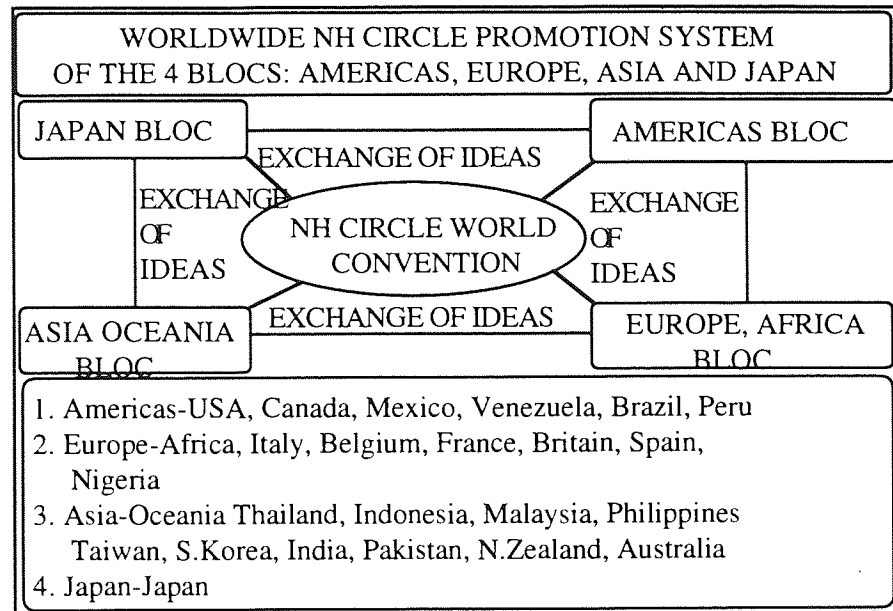 WORLDWIDE NH CIRCLE PROMOTION SYSTEM
OF THE 4 BLOCS: AMERICAS, EUROPE, ASIA AND JAPAN
JAPAN BLOC
AMERICAS BLOC
EXCHANGE OF IDEAS
EXCHANGE
OF
IDEAS
NH CIRCLE WORLD
CONVENTION
EXCHANGE
OF
IDEAS
ASIA OCEANIA
BLOC
EXCHANGE OF IDEAS
EUROPE, AFRICA
BLOC
1. Americas-USA, Canada, Mexico, Venezuela, Brazil, Peru
2. Europe-Africa, Italy, Belgium, France, Britain, Spain,
Nigeria
3. Asia-Oceania Thailand, Indonesia, Malaysia, Philippines
Taiwan, S.Korea, India, Pakistan, N.Zealand, Australia
4. Japan-Japan